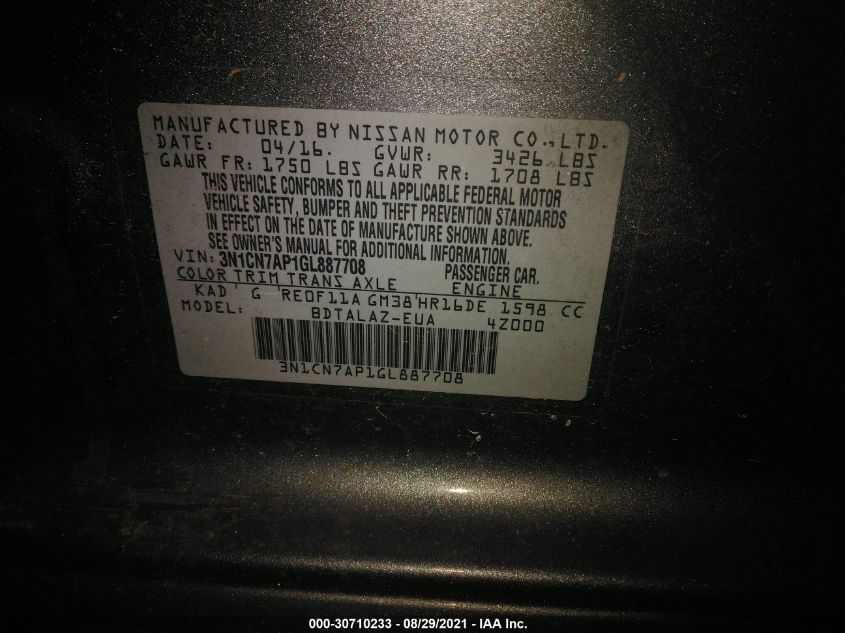 MANUFACTURED BY NISSAN MOTOR CO., LTD.
DATE: 04/16. GVWR: 3426 LBS
GAWR FR: 1750 LBS GAWR RR: 1708 LBS
THIS VEHICLE CONFORMS TO ALL APPLICABLE FEDERAL MOTOR
VEHICLE SAFETY, BUMPER AND THEFT PREVENTION STANDARDS
IN EFFECT ON THE DATE OF MANUFACTURE SHOWN ABOVE.
SEE OWNER'S MANUAL FOR ADDITIONAL INFORMATION.
VIN: 3N1CN7AP1GL887708 PASSENGER CAR.
COLOR TRIM TRANS AXLE ENGINE
KAD G RE0F11A GM38 HR16DE 1598 CC
MODEL: BDTALAZ-EUA 4Z000
3N1CN7AP1GL887708
000-30710233 - 08/29/2021 - IAA Inc.